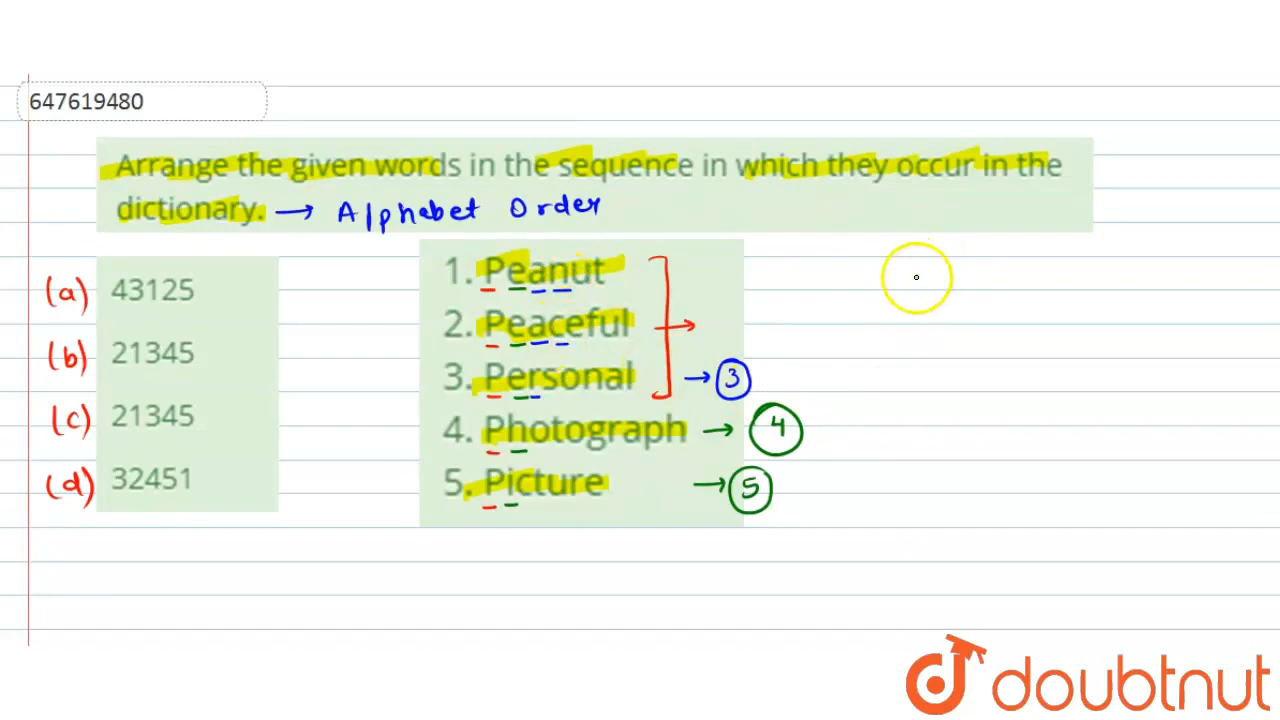 647619480
Arrange the given words in the sequence in which they occur in the
dictionary. → Alphabet Order
(a) 43125
(b) 21345
(c) 21345
(d) 32451
1. Peanut
2. Peaceful →
3. Personal → 3
4. Photograph → 4
5. Picture → 5
doubtnut